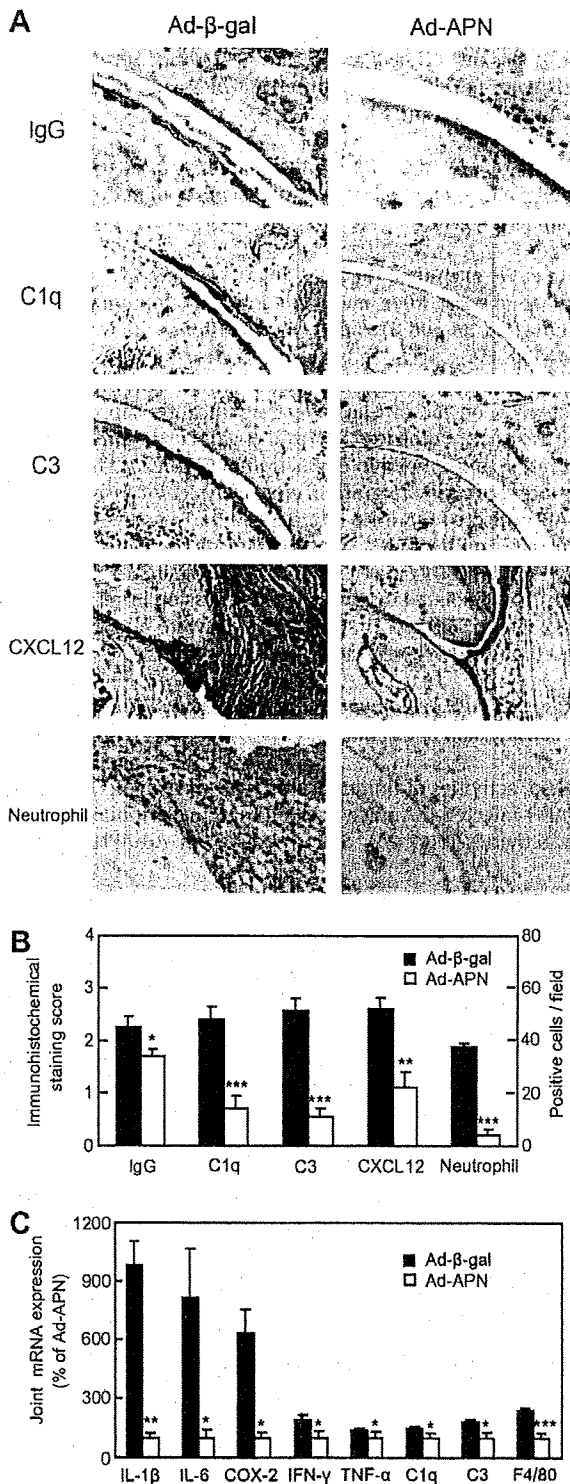 A
Ad-β-gal Ad-APN
IgG
C1q
C3
CXCL12
Neutrophil
B
Immunohistochemical
staining score
4
3
2
1
0
Ad-β-gal
Ad-APN
80
60
40
20
0
Positive cells / field
* *** *** ** ***
IgG C1q C3 CXCL12 Neutrophil
C
Joint mRNA expression
(% of Ad-APN)
1200
900
600
300
0
Ad-β-gal
Ad-APN
** * * * * * * ***
IL-1β IL-6 COX-2 IFN-γ TNF-α C1q C3 F4/80